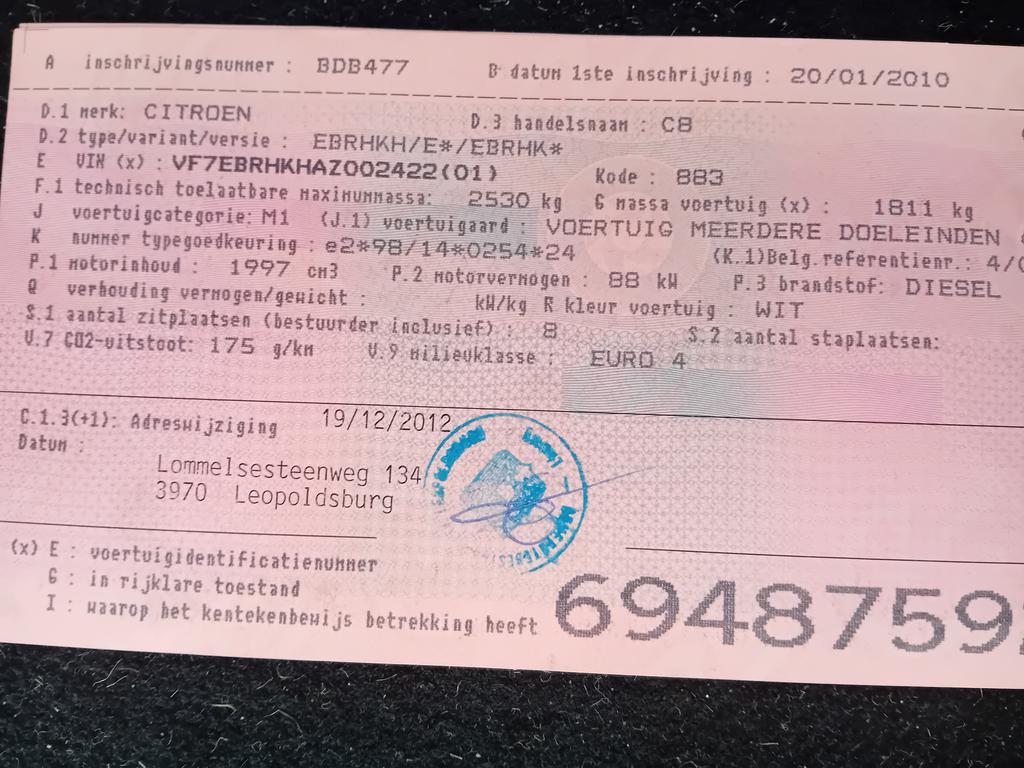 A inschrijvingsnummer : BDB477 B datum 1ste inschrijving : 20/01/2010
D.1 merk: CITROEN D.3 handelsnaam : C8
D.2 type/variant/versie : EBRHKH/E*/EBRHK*
E VIN (x) : VF7EBRHKHAZ002422(01) Kode : 883
F.1 technisch toelaatbare maximummassa: 2530 kg G massa voertuig (x) : 1811 kg
J voertuigcategorie: M1 (J.1) voertuigaard : VOERTUIG MEERDERE DOELEINDEN
K nummer typegoedkeuring : e2*98/14*0254*24 (K.1)Belg.referentienr.: 4/
P.1 motorinhoud : 1997 cm3 P.2 motorvermogen : 88 kW P.3 brandstof: DIESEL
Q verhouding vermogen/gewicht : kW/kg R kleur voertuig : WIT
S.1 aantal zitplaatsen (bestuurder inclusief) : 8 S.2 aantal staplaatsen:
V.7 CO2-uitstoot: 175 g/km V.9 milieuklasse : EURO 4
C.1.3(+1): Adreswijziging 19/12/2012
Datum :
Lommelsesteenweg 134
3970 Leopoldsburg
(x) E : voertuigidentificatienummer
G : in rijklare toestand
I : waarop het kentekenbewijs betrekking heeft
6948759